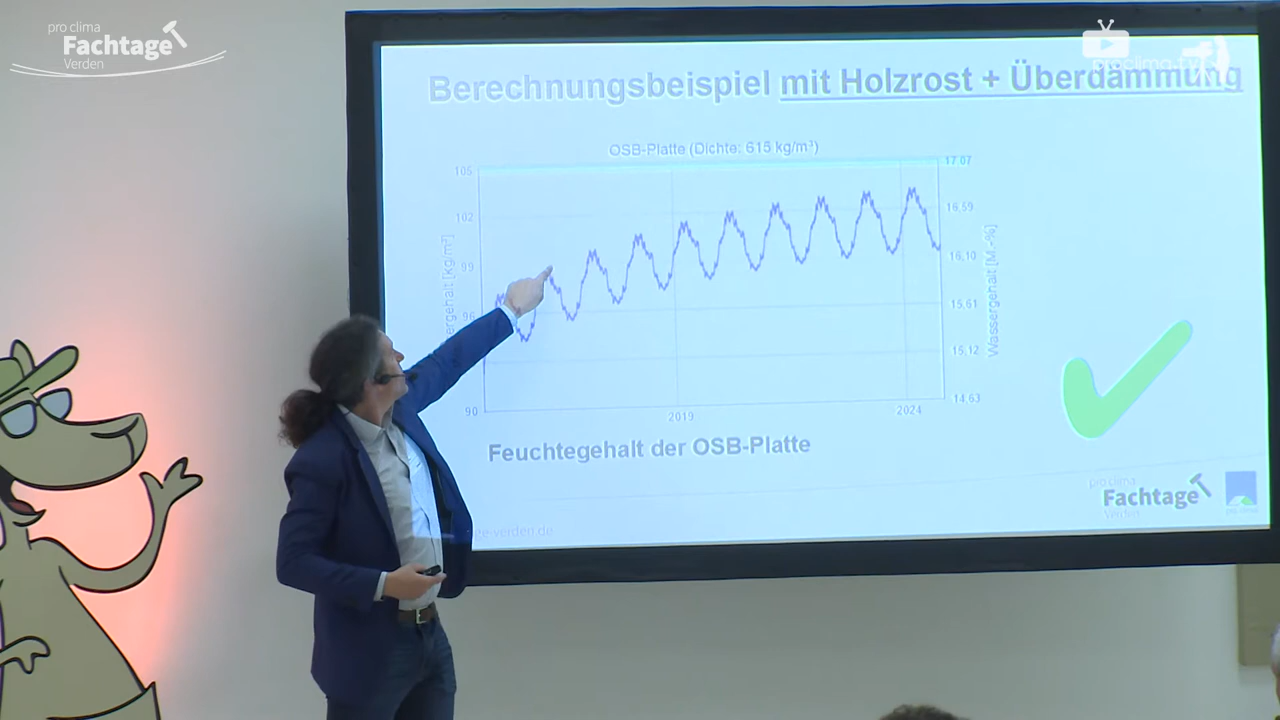 pro clima
Fachtage
Verden
proclima.tv
Berechnungsbeispiel mit Holzrost + Überdämmung
OSB-Platte (Dichte: 615 kg/m³)
105
102
99
96
90
17,07
16,59
16,10
15,61
15,12
14,63
Wassergehalt [M.-%]
2019
2024
Feuchtegehalt der OSB-Platte
pro clima
Fachtage
Verden